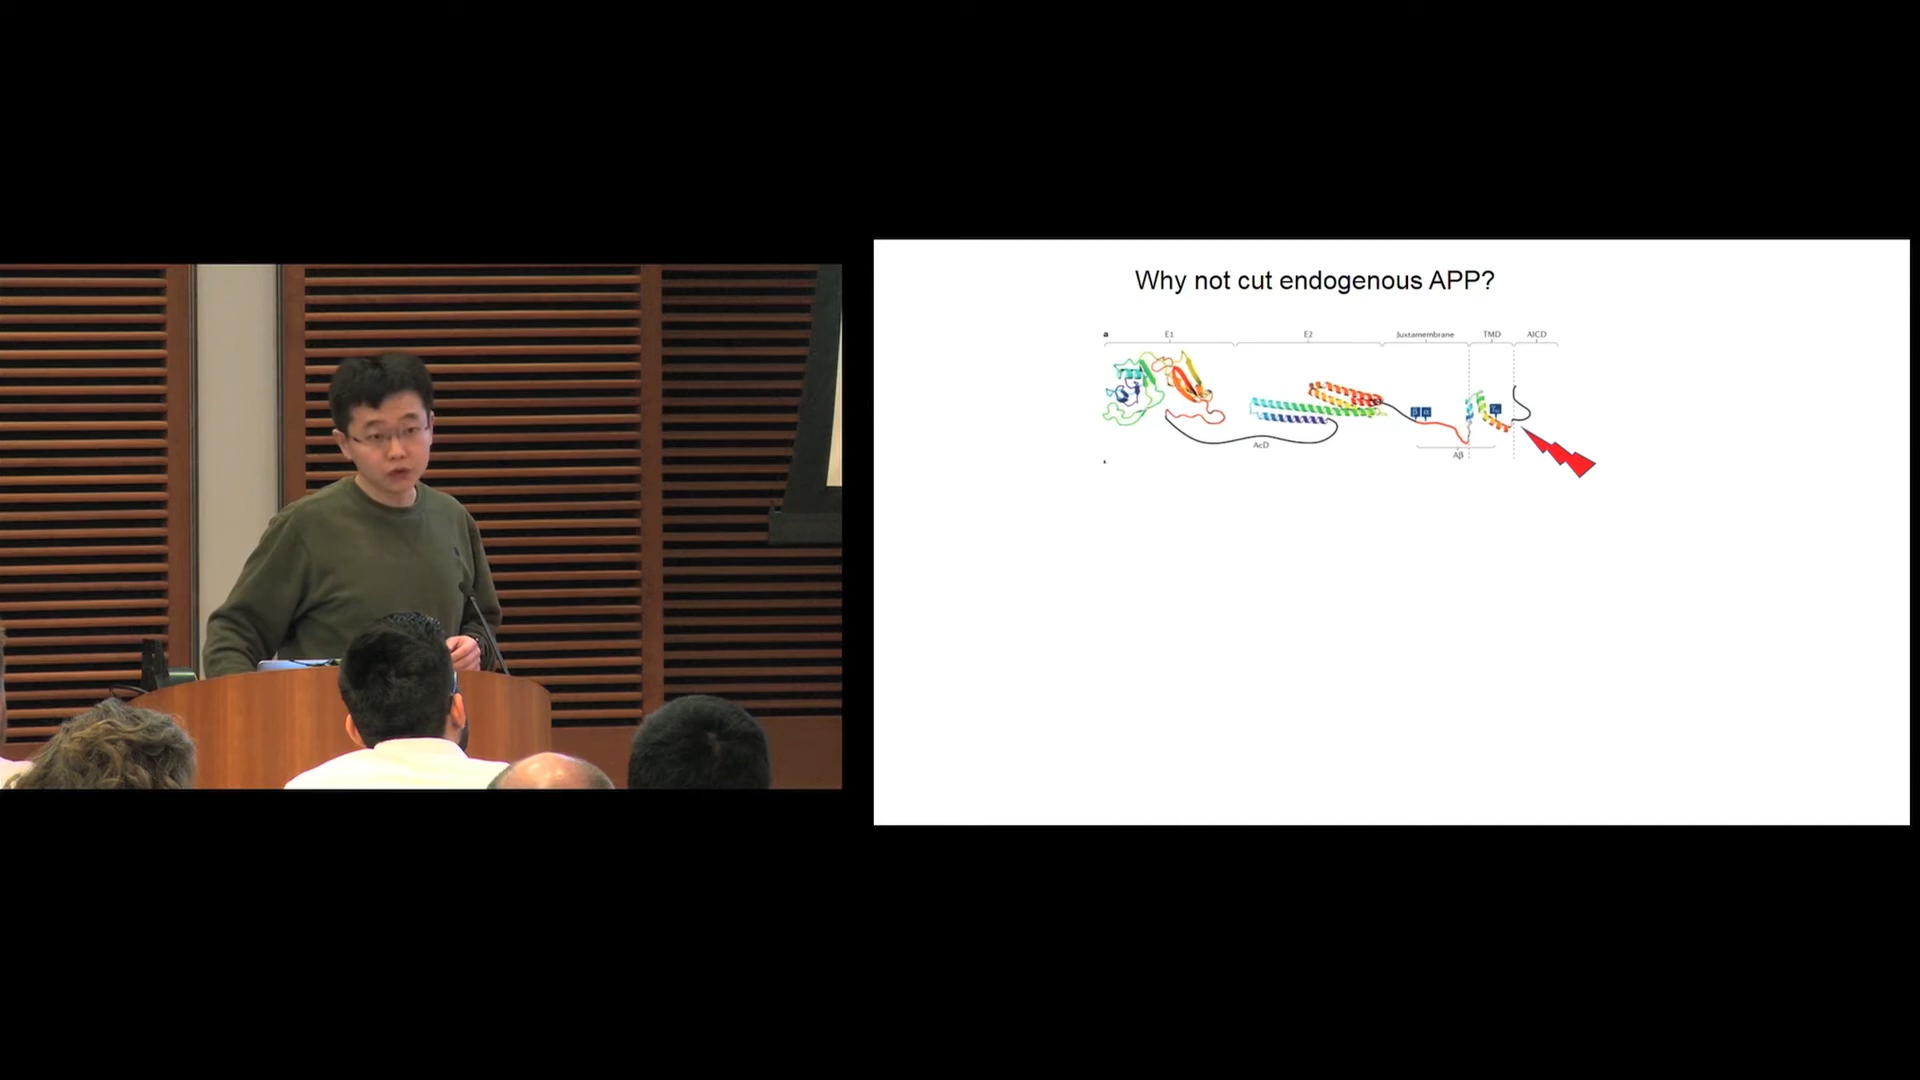 Why not cut endogenous APP?
a E1 E2 Juxtamembrane TMD AICD
β α γ
AcD
Aβ